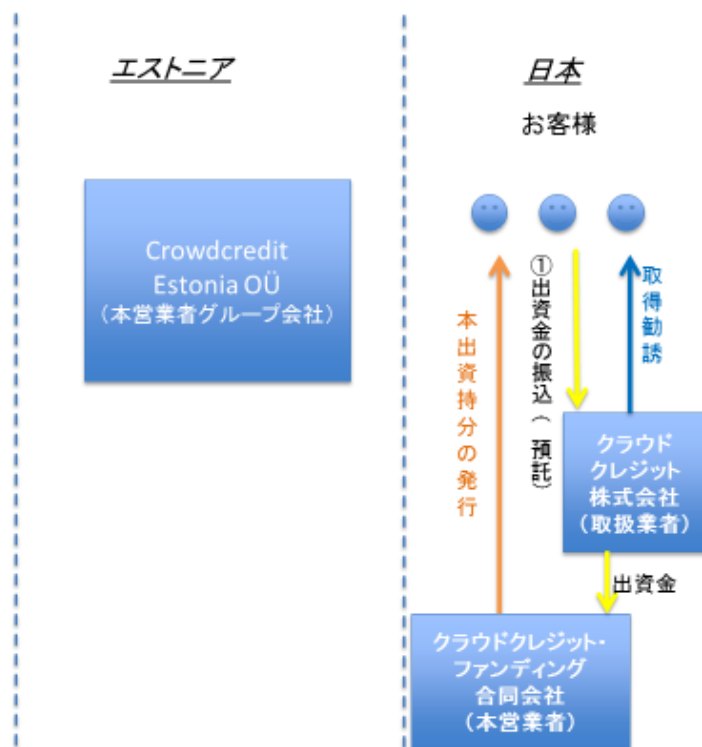 エストニア
日本
お客様
Crowdcredit
Estonia OÜ
（本営業者グループ会社）
本出資持分の発行
①出資金の振込（預託）
取得勧誘
クラウド
クレジット
株式会社
（取扱業者）
出資金
クラウドクレジット・
ファンディング
合同会社
（本営業者）